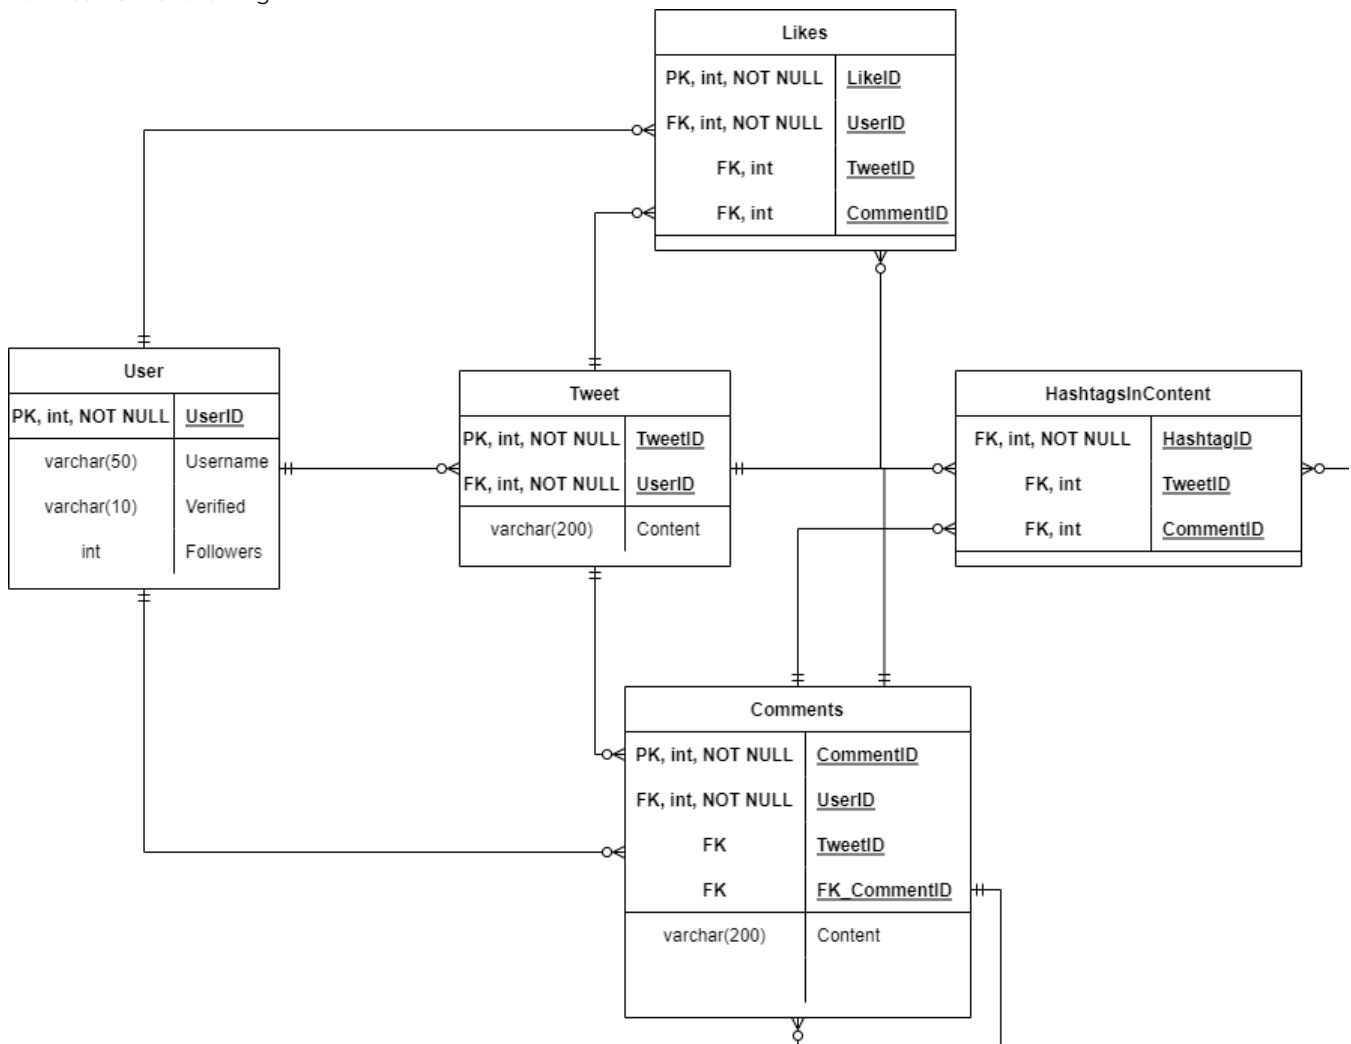 Likes
PK, int, NOT NULL LikeID
FK, int, NOT NULL UserID
FK, int TweetID
FK, int CommentID
User
PK, int, NOT NULL UserID
varchar(50) Username
varchar(10) Verified
int Followers
Tweet
PK, int, NOT NULL TweetID
FK, int, NOT NULL UserID
varchar(200) Content
HashtagsInContent
FK, int, NOT NULL HashtagID
FK, int TweetID
FK, int CommentID
Comments
PK, int, NOT NULL CommentID
FK, int, NOT NULL UserID
FK TweetID
FK FK_CommentID
varchar(200) Content